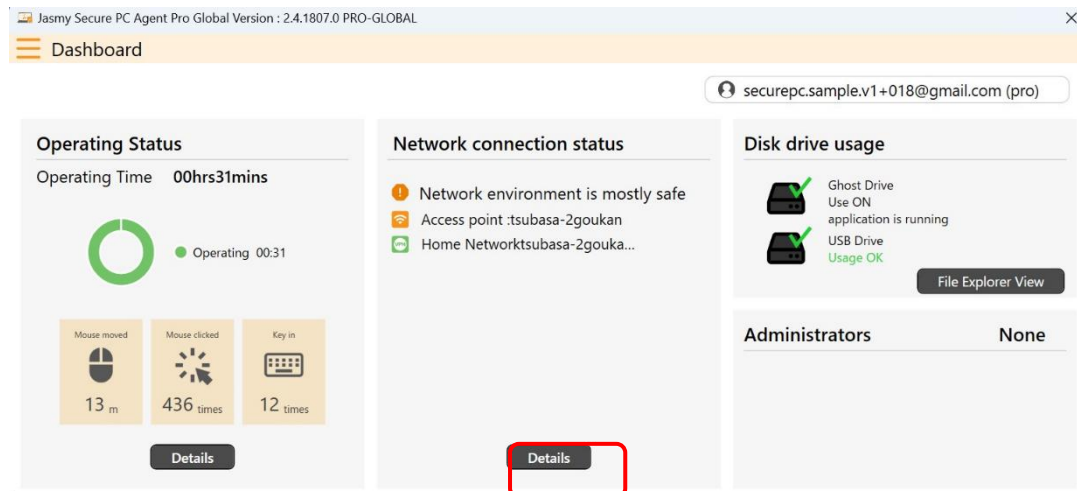 Jasmy Secure PC Agent Pro Global Version : 2.4.1807.0 PRO-GLOBAL
Dashboard
securepc.sample.v1+018@gmail.com (pro)
Operating Status
Operating Time 00hrs31mins
Operating 00:31
Mouse moved
13 m
Mouse clicked
436 times
Key in
12 times
Details
Network connection status
Network environment is mostly safe
Access point :tsubasa-2goukan
VPN
Home Networktsubasa-2gouka...
Details
Disk drive usage
Ghost Drive
Use ON
application is running
USB Drive
Usage OK
File Explorer View
Administrators None